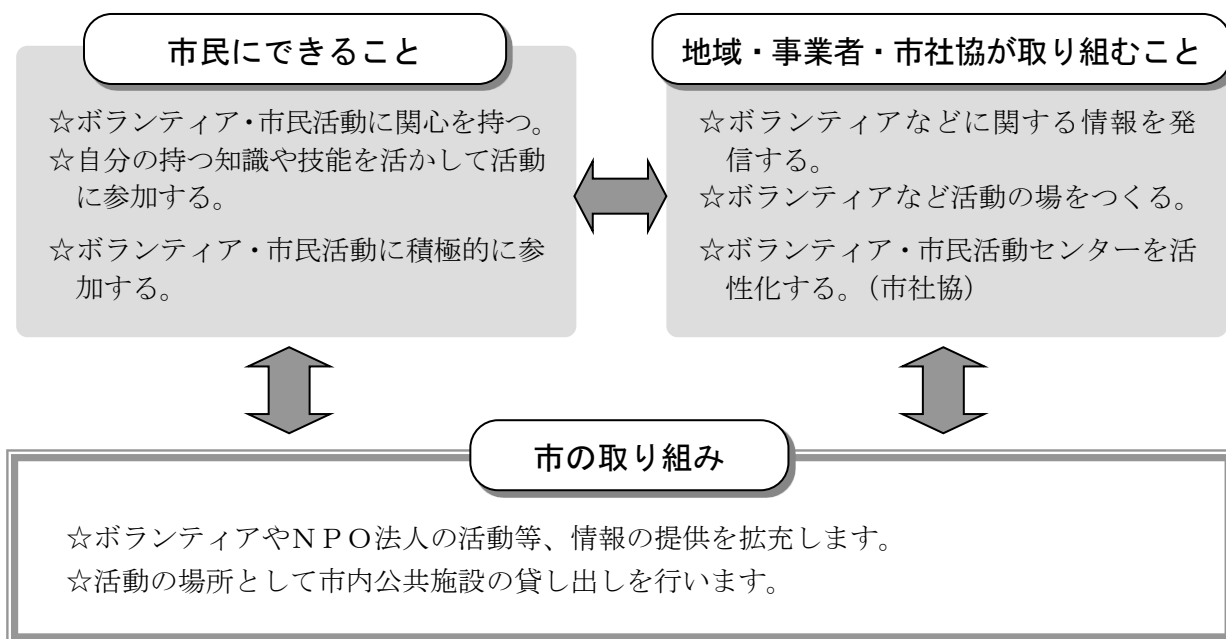 市民にできること
☆ボランティア・市民活動に関心を持つ。
☆自分の持つ知識や技能を活かして活動
に参加する。
☆ボランティア・市民活動に積極的に参
加する。
地域・事業者・市社協が取り組むこと
☆ボランティアなどに関する情報を発
信する。
☆ボランティアなど活動の場をつくる。
☆ボランティア・市民活動センターを活
性化する。（市社協）
市の取り組み
☆ボランティアやＮＰＯ法人の活動等、情報の提供を拡充します。
☆活動の場所として市内公共施設の貸し出しを行います。